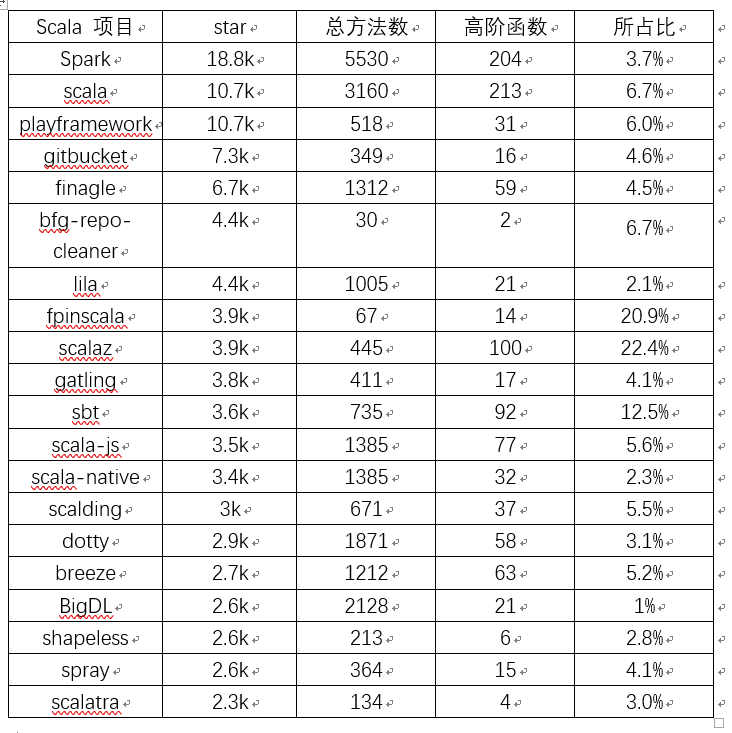 Scala 项目 star 总方法数 高阶函数 所占比
Spark 18.8k 5530 204 3.7%
scala 10.7k 3160 213 6.7%
playframework 10.7k 518 31 6.0%
gitbucket 7.3k 349 16 4.6%
finagle 6.7k 1312 59 4.5%
bfg-repo- 4.4k 30 2 6.7%
cleaner
lila 4.4k 1005 21 2.1%
fpinscala 3.9k 67 14 20.9%
scalaz 3.9k 445 100 22.4%
gatling 3.8k 411 17 4.1%
sbt 3.6k 735 92 12.5%
scala-js 3.5k 1385 77 5.6%
scala-native 3.4k 1385 32 2.3%
scalding 3k 671 37 5.5%
dotty 2.9k 1871 58 3.1%
breeze 2.7k 1212 63 5.2%
BigDL 2.6k 2128 21 1%
shapeless 2.6k 213 6 2.8%
spray 2.6k 364 15 4.1%
scalatra 2.3k 134 4 3.0%